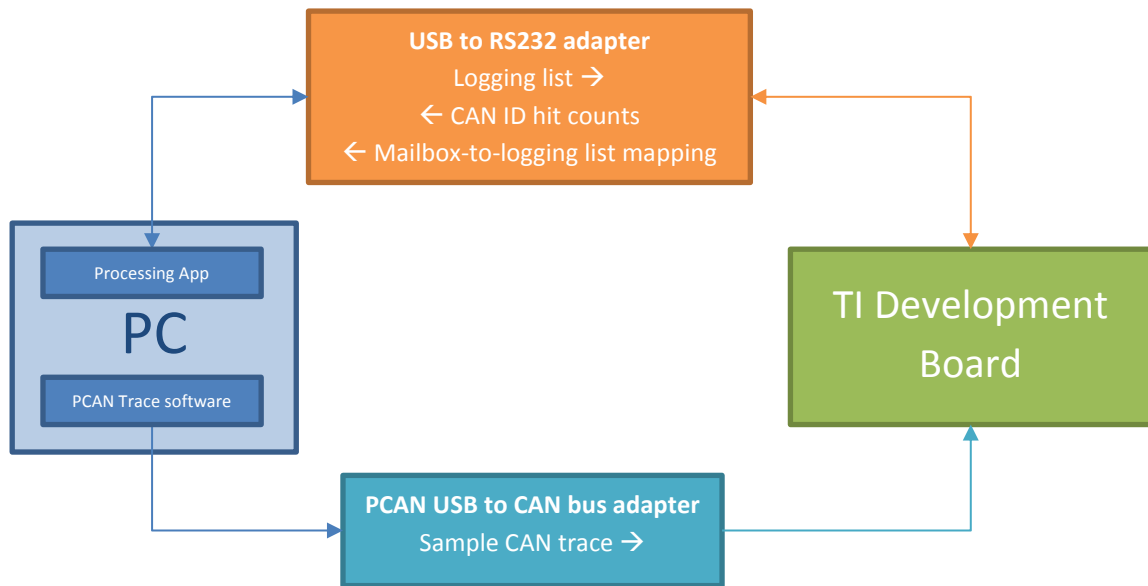 USB to RS232 adapter
Logging list →
← CAN ID hit counts
← Mailbox-to-logging list mapping
Processing App
PC
PCAN Trace software
TI Development
Board
PCAN USB to CAN bus adapter
Sample CAN trace →